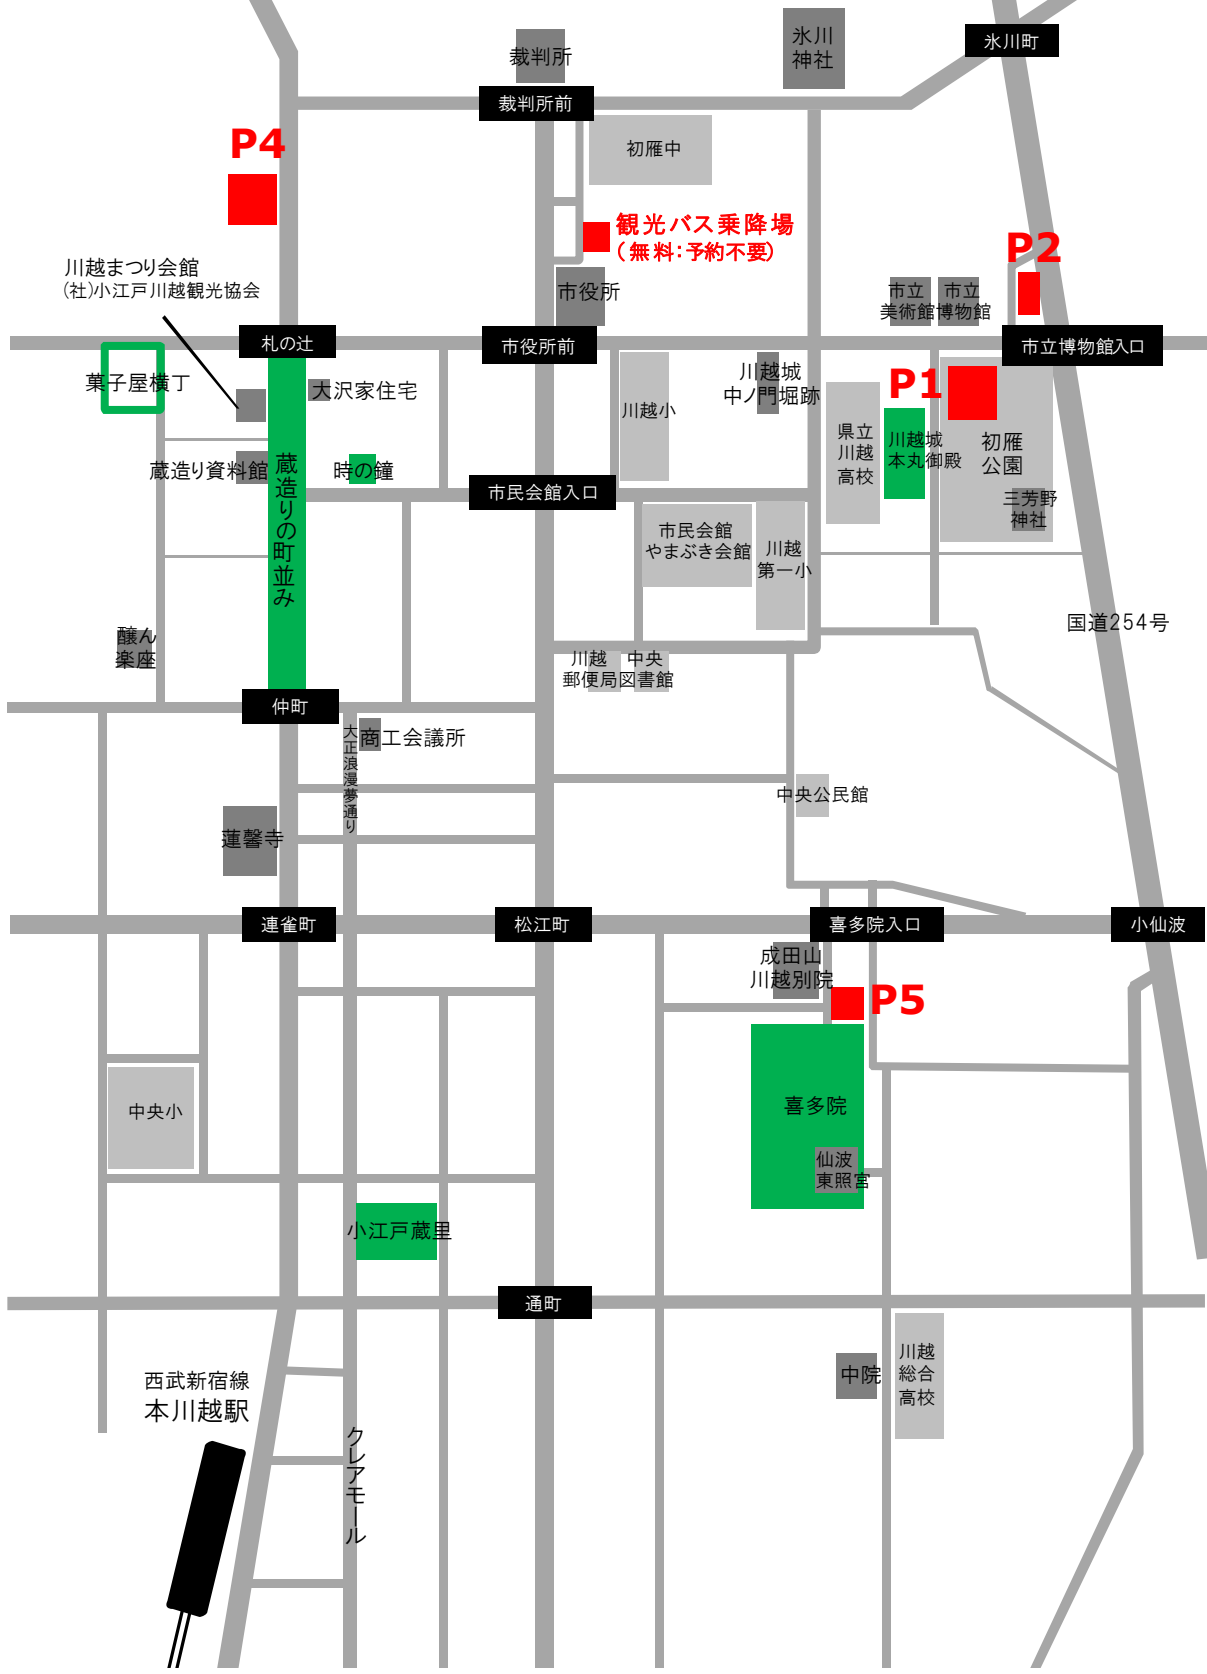 氷川
神社
氷川町
裁判所
裁判所前
P4
初雁中
観光バス乗降場
(無料:予約不要)
P2
川越まつり会館
(社)小江戸川越観光協会
市役所
市立
美術館
市立
博物館
札の辻
市役所前
市立博物館入口
菓子屋横丁
大沢家住宅
川越小
川越城
中ノ門堀跡
P1
県立
川越
高校
川越城
本丸御殿
初雁
公園
三芳野
神社
蔵造り資料館
蔵造りの町並み
時の鐘
市民会館入口
市民会館
やまぶき会館
川越
第一小
国道254号
醸ん
楽座
川越
郵便局
中央
図書館
仲町
大正浪漫夢通り
商工会議所
中央公民館
蓮馨寺
連雀町
松江町
喜多院入口
小仙波
成田山
川越別院
P5
中央小
喜多院
仙波
東照宮
小江戸蔵里
通町
川越
総合
高校
中院
西武新宿線
本川越駅
クレアモール